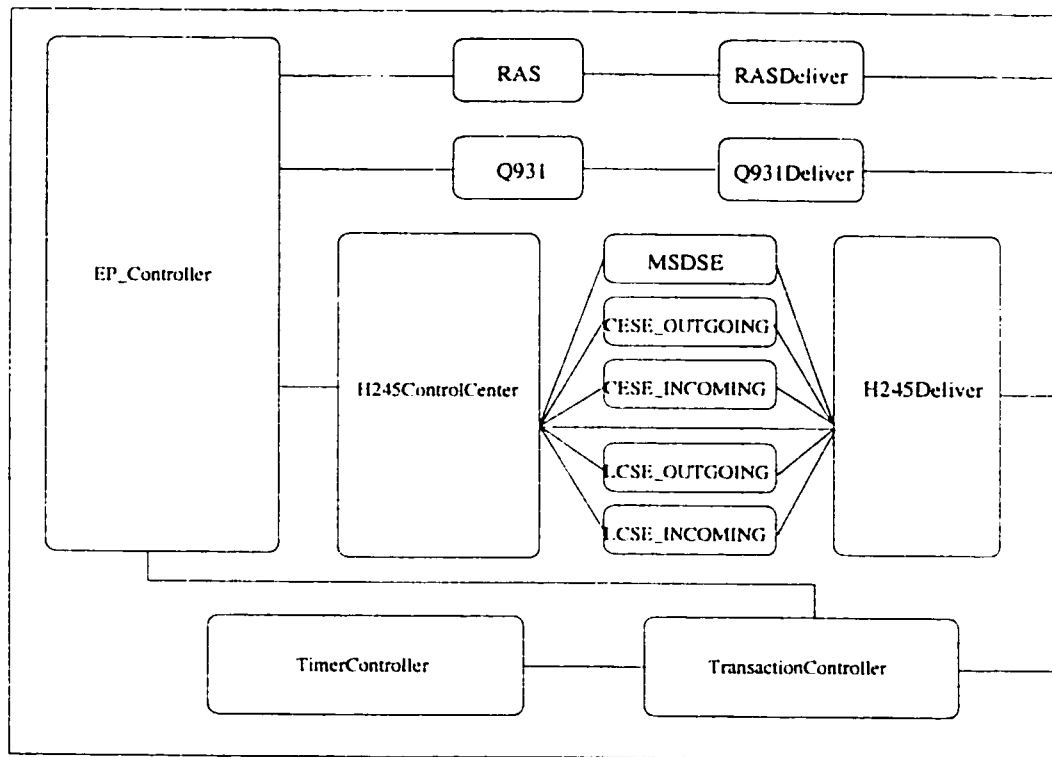 RAS
RASDeliver
Q931
Q931Deliver
EP_Controller
MSDSE
CESE_OUTGOING
CESE_INCOMING
H245ControlCenter
H245Deliver
LCSE_OUTGOING
LCSE_INCOMING
TimerController
TransactionController